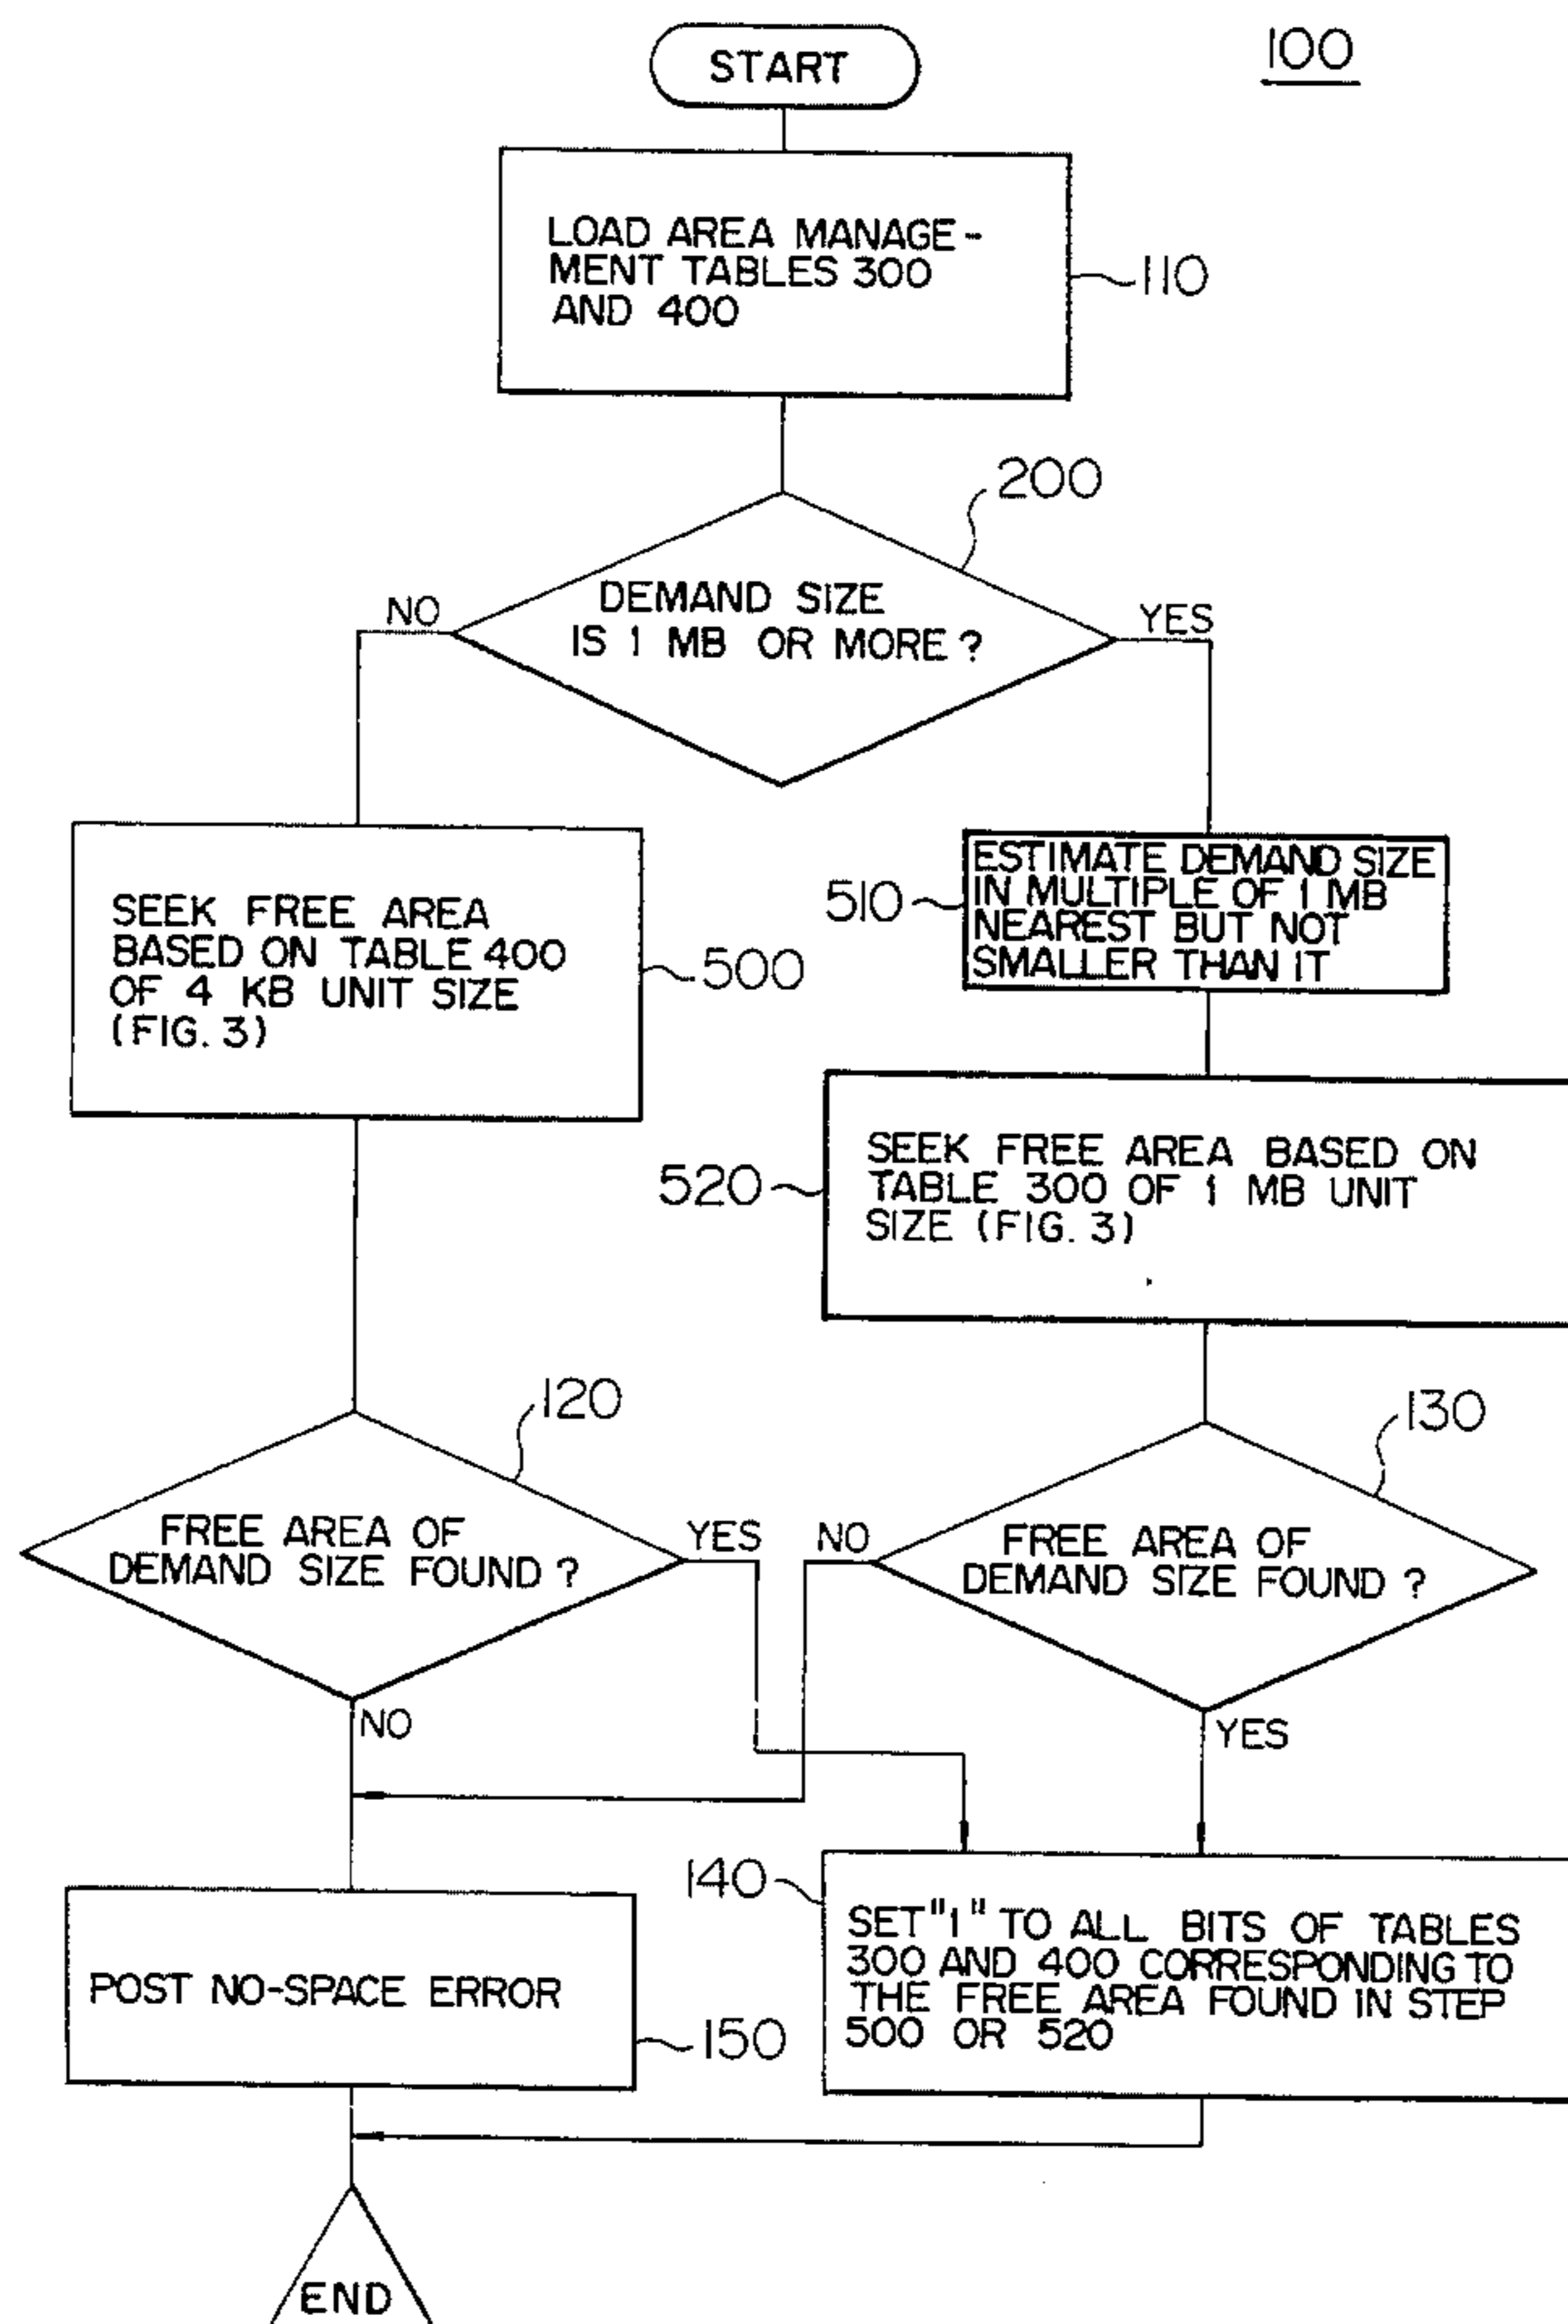 100
START
LOAD AREA MANAGE-
MENT TABLES 300
AND 400
110
200
DEMAND SIZE
IS 1 MB OR MORE ?
NO
YES
SEEK FREE AREA
BASED ON TABLE 400
OF 4 KB UNIT SIZE
(FIG. 3)
500
510
ESTIMATE DEMAND SIZE
IN MULTIPLE OF 1 MB
NEAREST BUT NOT
SMALLER THAN IT
520
SEEK FREE AREA BASED ON
TABLE 300 OF 1 MB UNIT
SIZE (FIG. 3)
120
FREE AREA OF
DEMAND SIZE FOUND ?
YES
NO
130
NO
FREE AREA OF
DEMAND SIZE FOUND ?
YES
POST NO-SPACE ERROR
150
140
SET "1" TO ALL BITS OF TABLES
300 AND 400 CORRESPONDING TO
THE FREE AREA FOUND IN STEP
500 OR 520
END